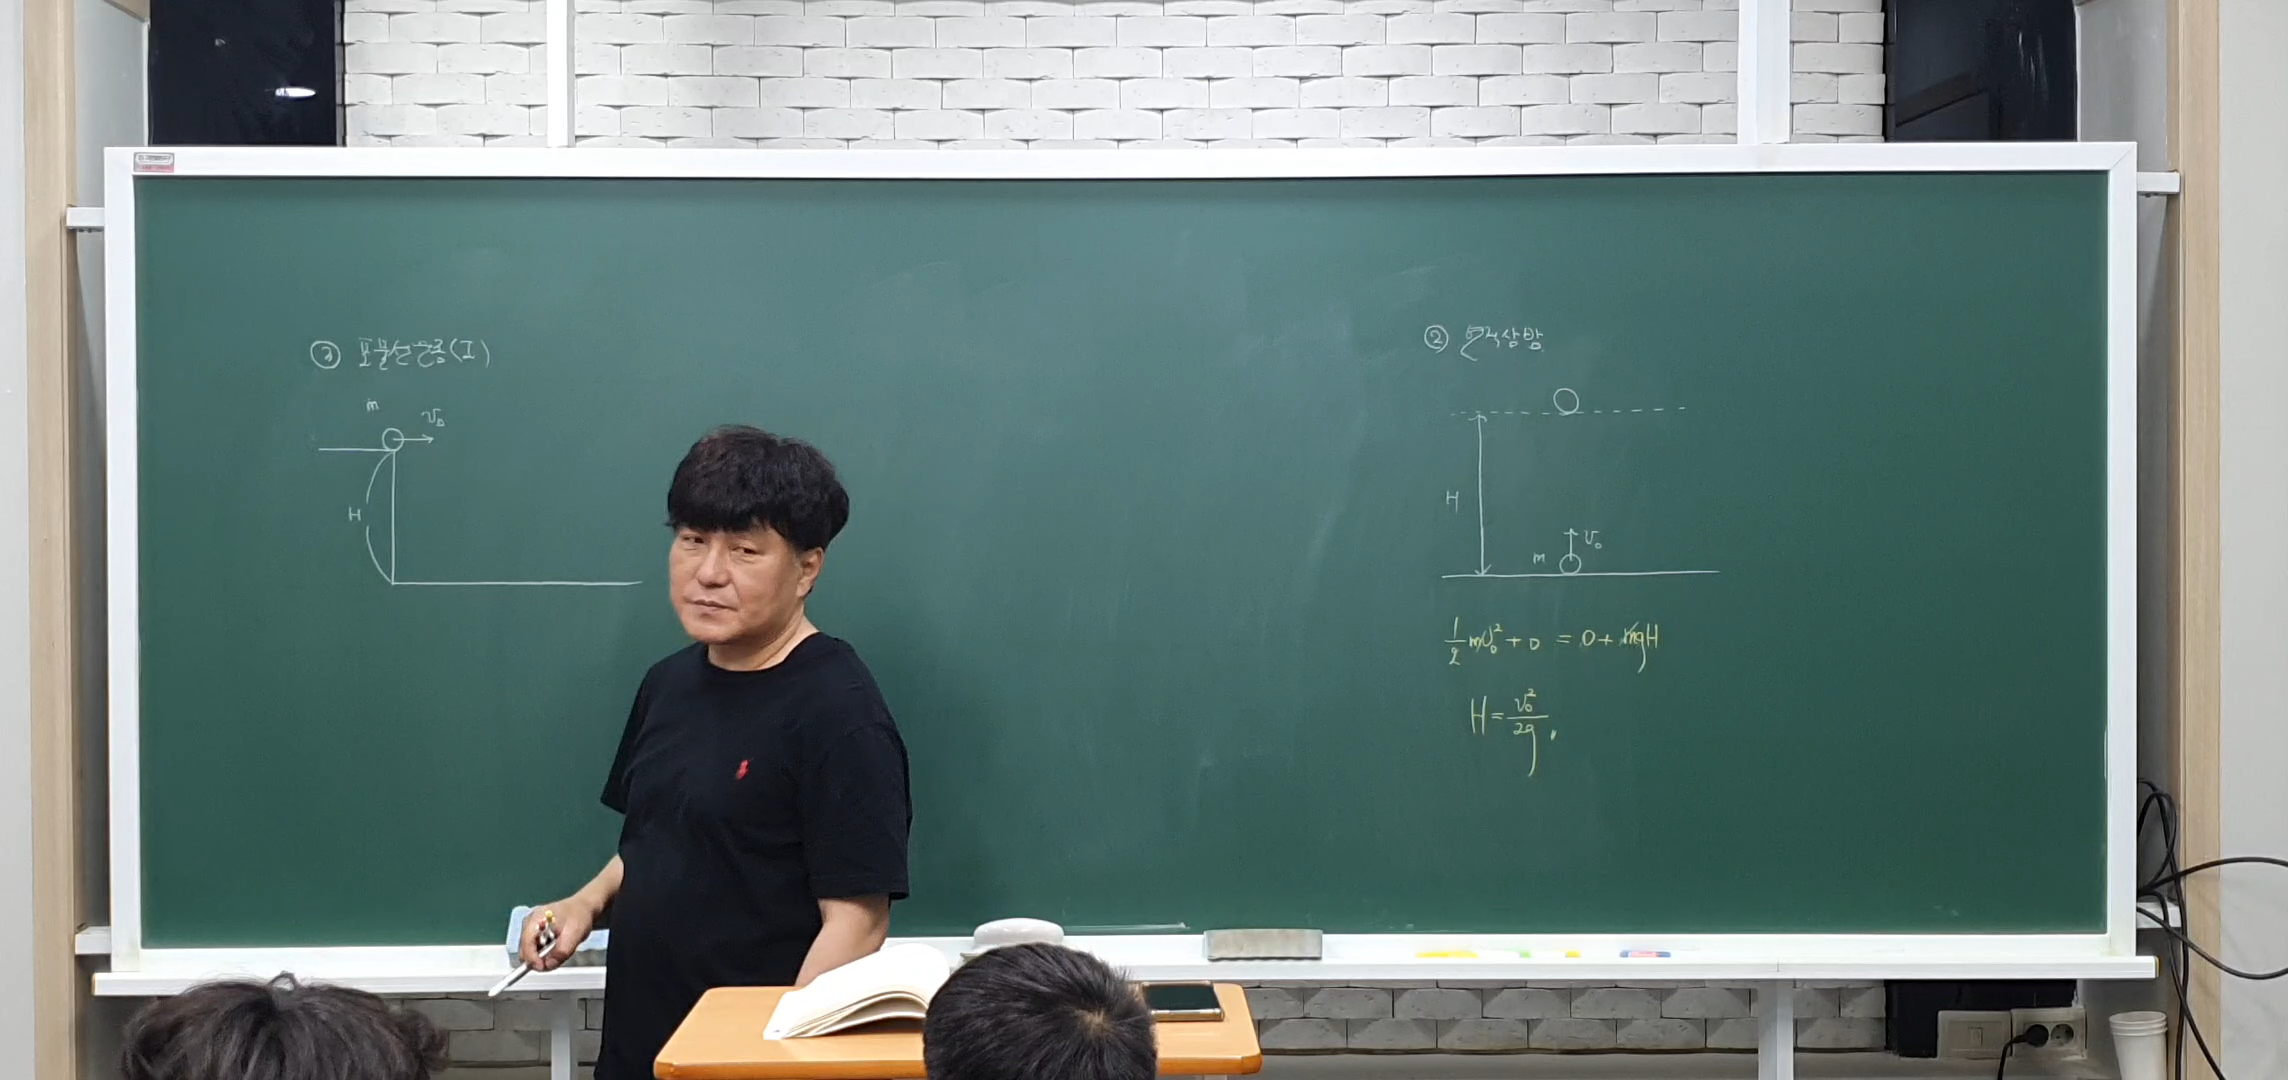 ③ 포물선운동(I)
m
v₀
H
② 연직상방
H
m v₀
½mv₀² + 0 = 0 + mgH
H = v₀²/2g.